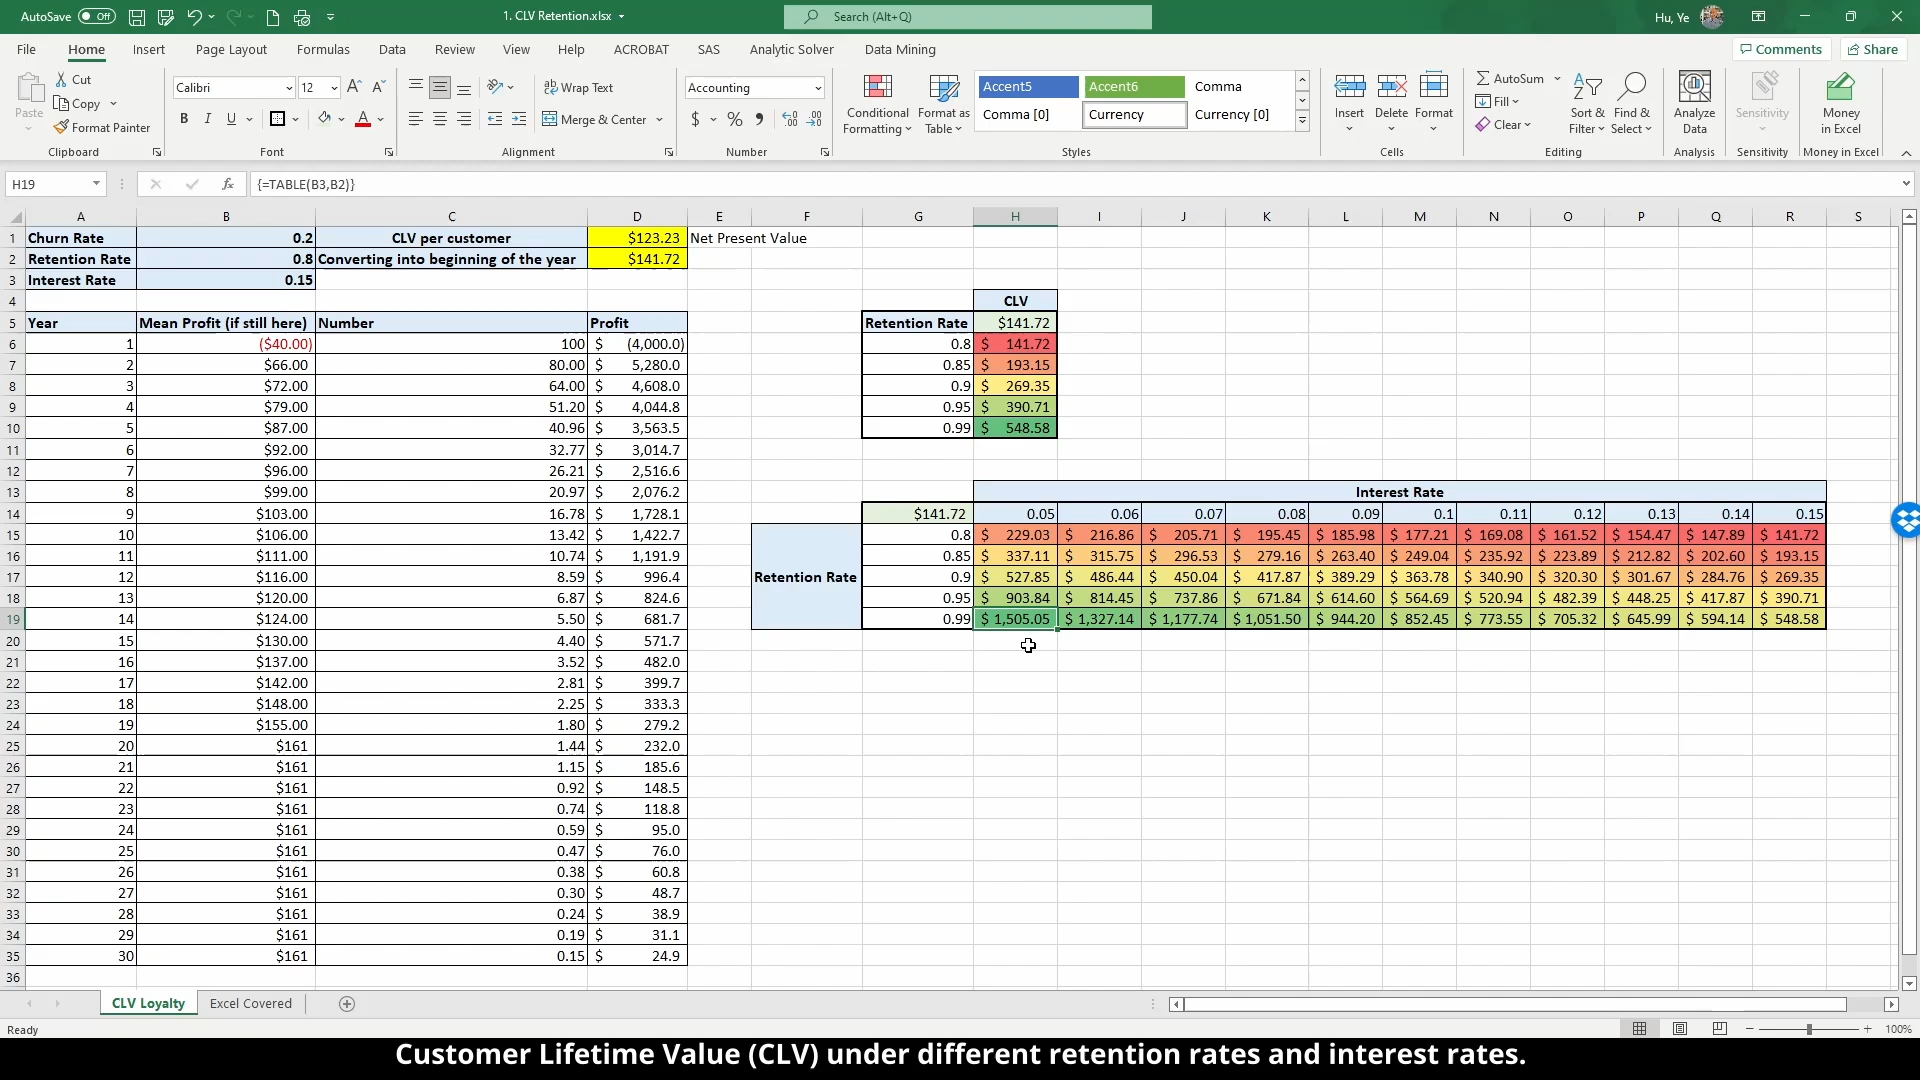 AutoSave Off 1. CLV Retention.xlsx Search (Alt+Q) Hu, Ye
File Home Insert Page Layout Formulas Data Review View Help ACROBAT SAS Analytic Solver Data Mining Comments Share
Paste Cut Copy Format Painter
Calibri 12
Wrap Text
Merge & Center
Accounting
Conditional Formatting Format as Table
Accent5 Accent6 Comma
Comma [0] Currency Currency [0]
Insert Delete Format
AutoSum Fill Clear
Sort & Filter Find & Select
Analyze Data
Sensitivity
Money in Excel
Clipboard Font Alignment Number Styles Cells Editing Analysis Sensitivity Money in Excel
H19 fx {=TABLE(B3,B2)}
A B C D E F G H I J K L M N O P Q R S
1 Churn Rate 0.2 CLV per customer $123.23 Net Present Value
2 Retention Rate 0.8 Converting into beginning of the year $141.72
3 Interest Rate 0.15
4 CLV
5 Year Mean Profit (if still here) Number Profit Retention Rate $141.72
6 1 ($40.00) 100 $ (4,000.0) 0.8 $ 141.72
7 2 $66.00 80.00 $ 5,280.0 0.85 $ 193.15
8 3 $72.00 64.00 $ 4,608.0 0.9 $ 269.35
9 4 $79.00 51.20 $ 4,044.8 0.95 $ 390.71
10 5 $87.00 40.96 $ 3,563.5 0.99 $ 548.58
11 6 $92.00 32.77 $ 3,014.7
12 7 $96.00 26.21 $ 2,516.6
13 8 $99.00 20.97 $ 2,076.2 Interest Rate
14 9 $103.00 16.78 $ 1,728.1 $141.72 0.05 0.06 0.07 0.08 0.09 0.1 0.11 0.12 0.13 0.14 0.15
15 10 $106.00 13.42 $ 1,422.7 0.8 $ 229.03 $ 216.86 $ 205.71 $ 195.45 $ 185.98 $ 177.21 $ 169.08 $ 161.52 $ 154.47 $ 147.89 $ 141.72
16 11 $111.00 10.74 $ 1,191.9 0.85 $ 337.11 $ 315.75 $ 296.53 $ 279.16 $ 263.40 $ 249.04 $ 235.92 $ 223.89 $ 212.82 $ 202.60 $ 193.15
17 12 $116.00 8.59 $ 996.4 Retention Rate 0.9 $ 527.85 $ 486.44 $ 450.04 $ 417.87 $ 389.29 $ 363.78 $ 340.90 $ 320.30 $ 301.67 $ 284.76 $ 269.35
18 13 $120.00 6.87 $ 824.6 0.95 $ 903.84 $ 814.45 $ 737.86 $ 671.84 $ 614.60 $ 564.69 $ 520.94 $ 482.39 $ 448.25 $ 417.87 $ 390.71
19 14 $124.00 5.50 $ 681.7 0.99 $ 1,505.05 $ 1,327.14 $ 1,177.74 $ 1,051.50 $ 944.20 $ 852.45 $ 773.55 $ 705.32 $ 645.99 $ 594.14 $ 548.58
20 15 $130.00 4.40 $ 571.7
21 16 $137.00 3.52 $ 482.0
22 17 $142.00 2.81 $ 399.7
23 18 $148.00 2.25 $ 333.3
24 19 $155.00 1.80 $ 279.2
25 20 $161 1.44 $ 232.0
26 21 $161 1.15 $ 185.6
27 22 $161 0.92 $ 148.5
28 23 $161 0.74 $ 118.8
29 24 $161 0.59 $ 95.0
30 25 $161 0.47 $ 76.0
31 26 $161 0.38 $ 60.8
32 27 $161 0.30 $ 48.7
33 28 $161 0.24 $ 38.9
34 29 $161 0.19 $ 31.1
35 30 $161 0.15 $ 24.9
36
CLV Loyalty Excel Covered
Ready 100%
Customer Lifetime Value (CLV) under different retention rates and interest rates.